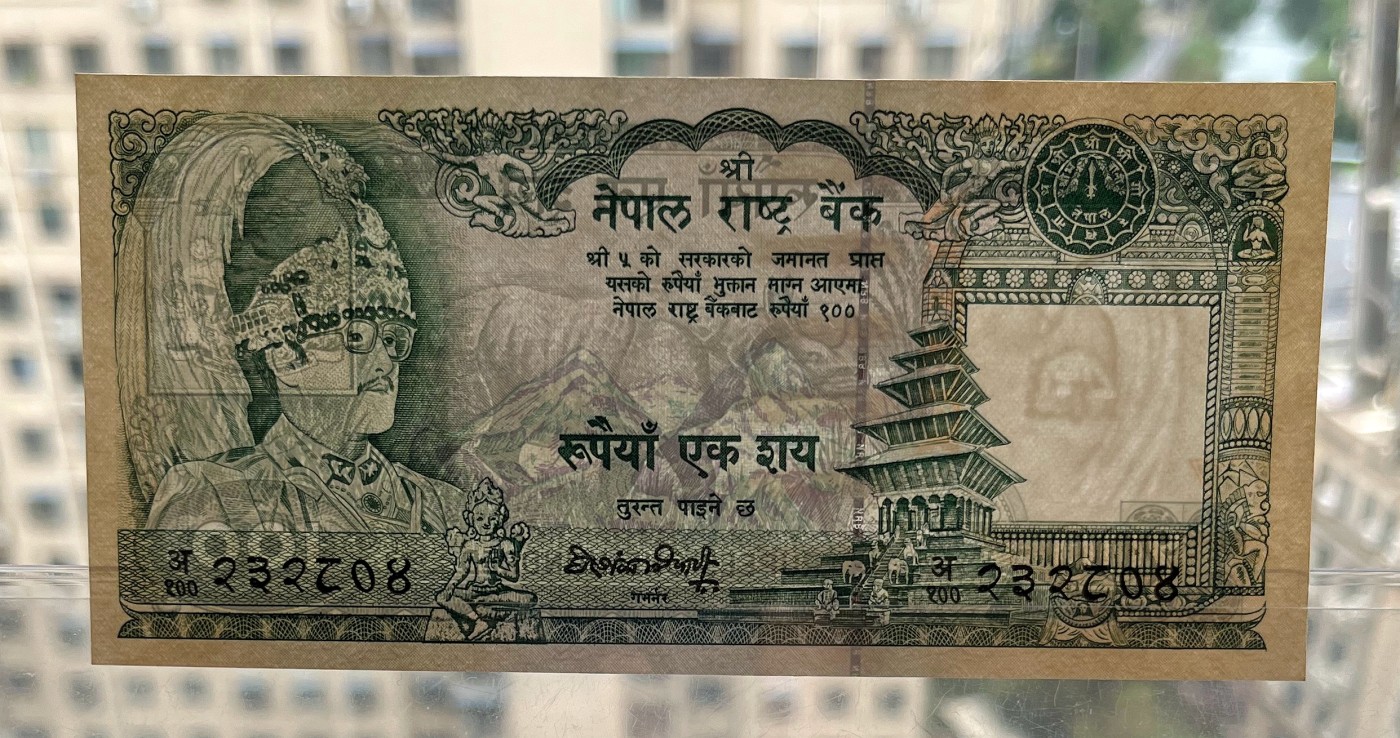 श्री
नेपाल राष्ट्र बैंक
श्री ५ को सरकारको जमानत प्राप्त
यसको रुपैयाँ भुक्तान माग्न आएमा
नेपाल राष्ट्र बैंकबाट रुपैयाँ १००
रूपैयाँ एक शय
तुरन्त पाइने छ
गभर्नर
अ
१०० २३२८०४
अ
१०० २३२८०४
नेपाल